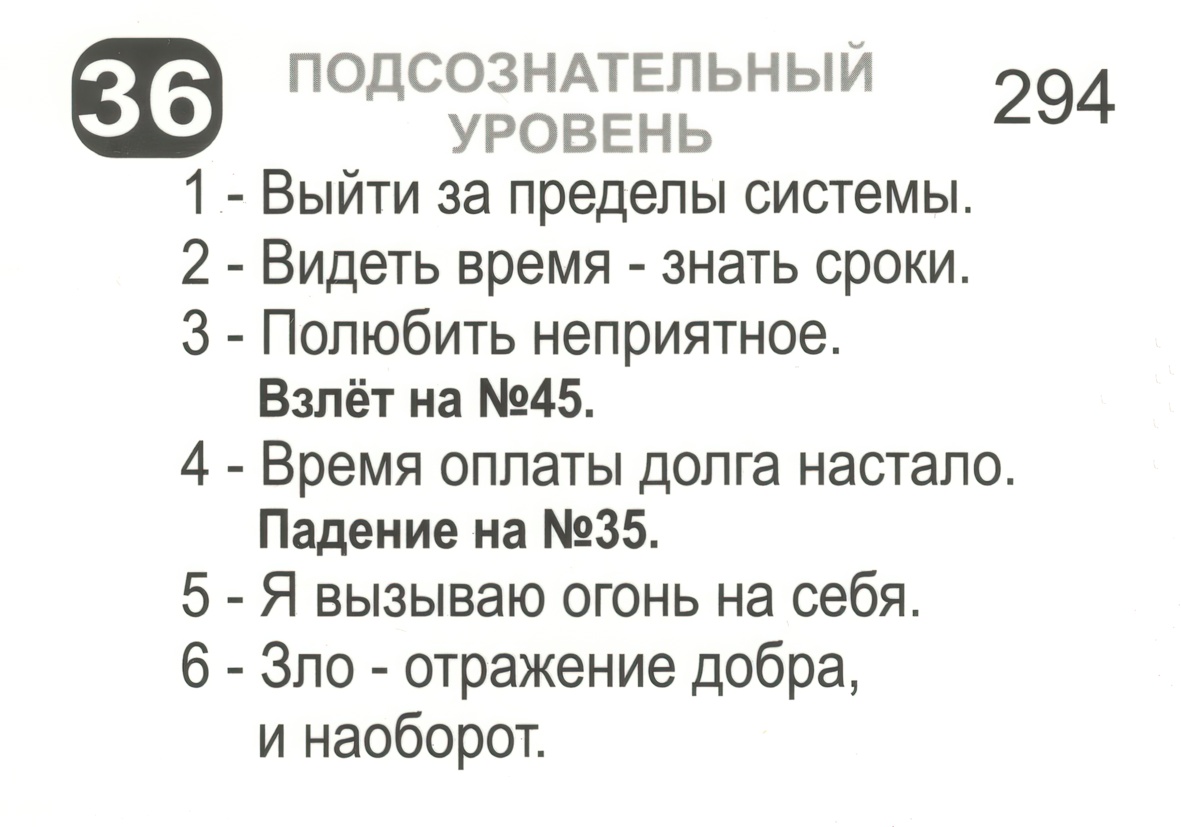 36
ПОДСОЗНАТЕЛЬНЫЙ
УРОВЕНЬ
294
1 - Выйти за пределы системы.
2 - Видеть время - знать сроки.
3 - Полюбить неприятное.
Взлёт на №45.
4 - Время оплаты долга настало.
Падение на №35.
5 - Я вызываю огонь на себя.
6 - Зло - отражение добра,
и наоборот.